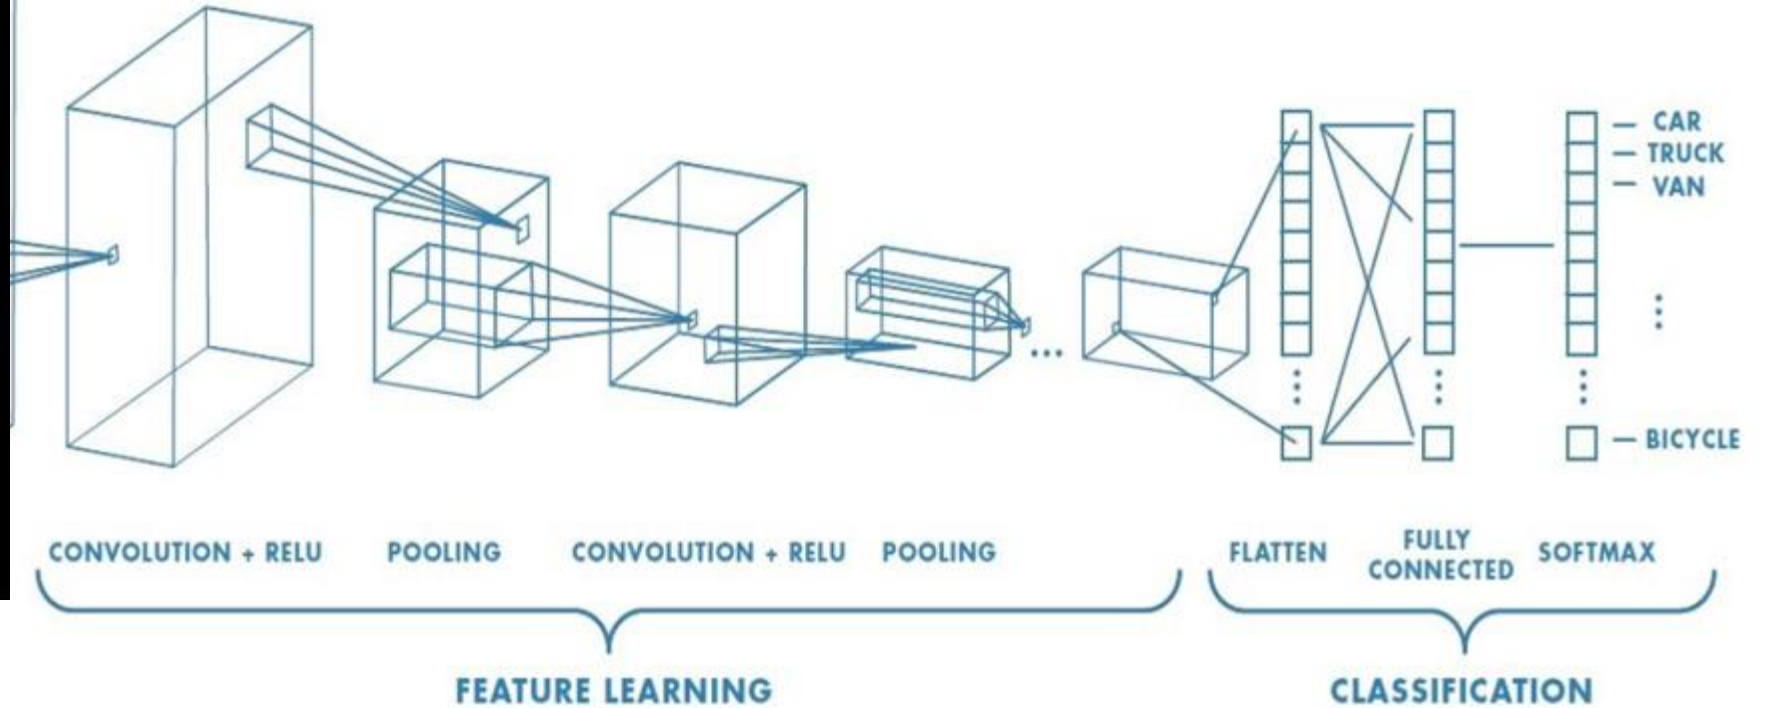 CAR
TRUCK
VAN
BICYCLE
CONVOLUTION + RELU
POOLING
CONVOLUTION + RELU
POOLING
FLATTEN
FULLY
CONNECTED
SOFTMAX
FEATURE LEARNING
CLASSIFICATION